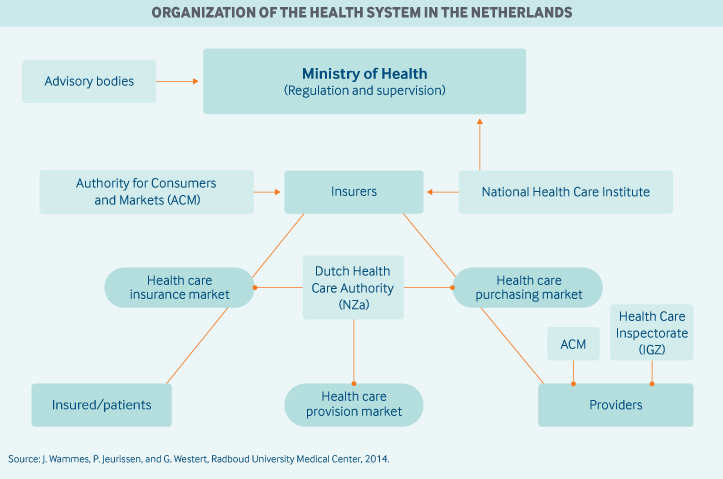 ORGANIZATION OF THE HEALTH SYSTEM IN THE NETHERLANDS
Advisory bodies
Ministry of Health
(Regulation and supervision)
Authority for Consumers
and Markets (ACM)
Insurers
National Health Care Institute
Health care
insurance market
Dutch Health
Care Authority
(NZa)
Health care
purchasing market
ACM
Health Care
Inspectorate
(IGZ)
Insured/patients
Health care
provision market
Providers
Source: J. Wammes, P. Jeurissen, and G. Westert, Radboud University Medical Center, 2014.